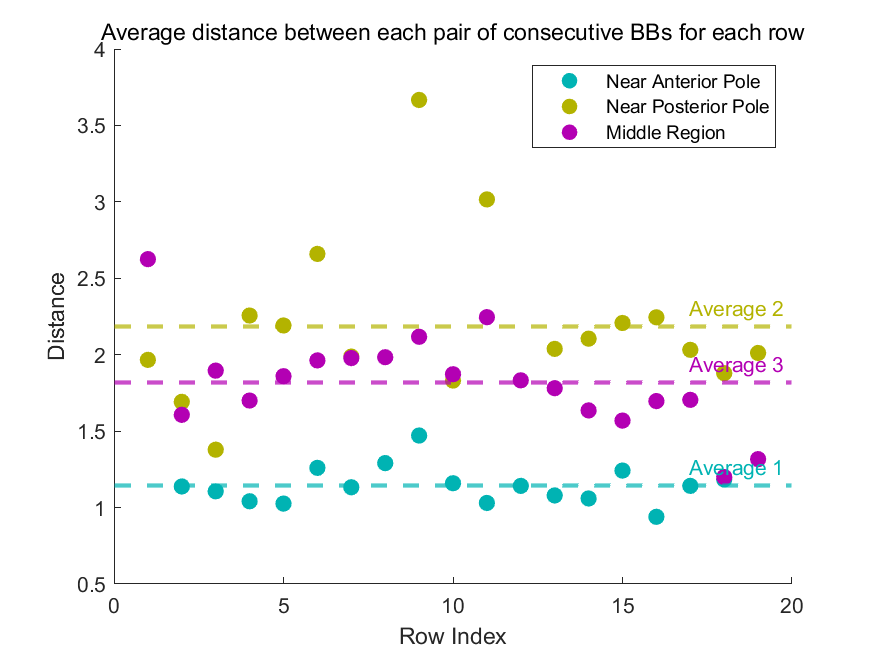 Average distance between each pair of consecutive BBs for each row
4
3.5
3
2.5
2
1.5
1
0.5
Distance
Near Anterior Pole
Near Posterior Pole
Middle Region
Average 2
Average 3
Average 1
0
5
10
15
20
Row Index